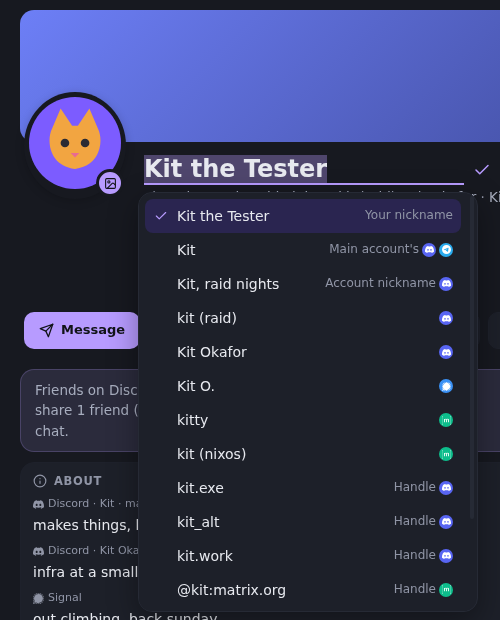 Kit the Tester
· Ki
Kit the Tester Your nickname
Kit Main account's
Kit, raid nights Account nickname
kit (raid)
Kit Okafor
Kit O.
kitty
kit (nixos)
kit.exe Handle
kit_alt Handle
kit.work Handle
@kit:matrix.org Handle
Message
Friends on Disc
share 1 friend (
chat.
ABOUT
Discord · Kit · ma
makes things, 
Discord · Kit Oka
infra at a small
Signal
out climbing, back sunday